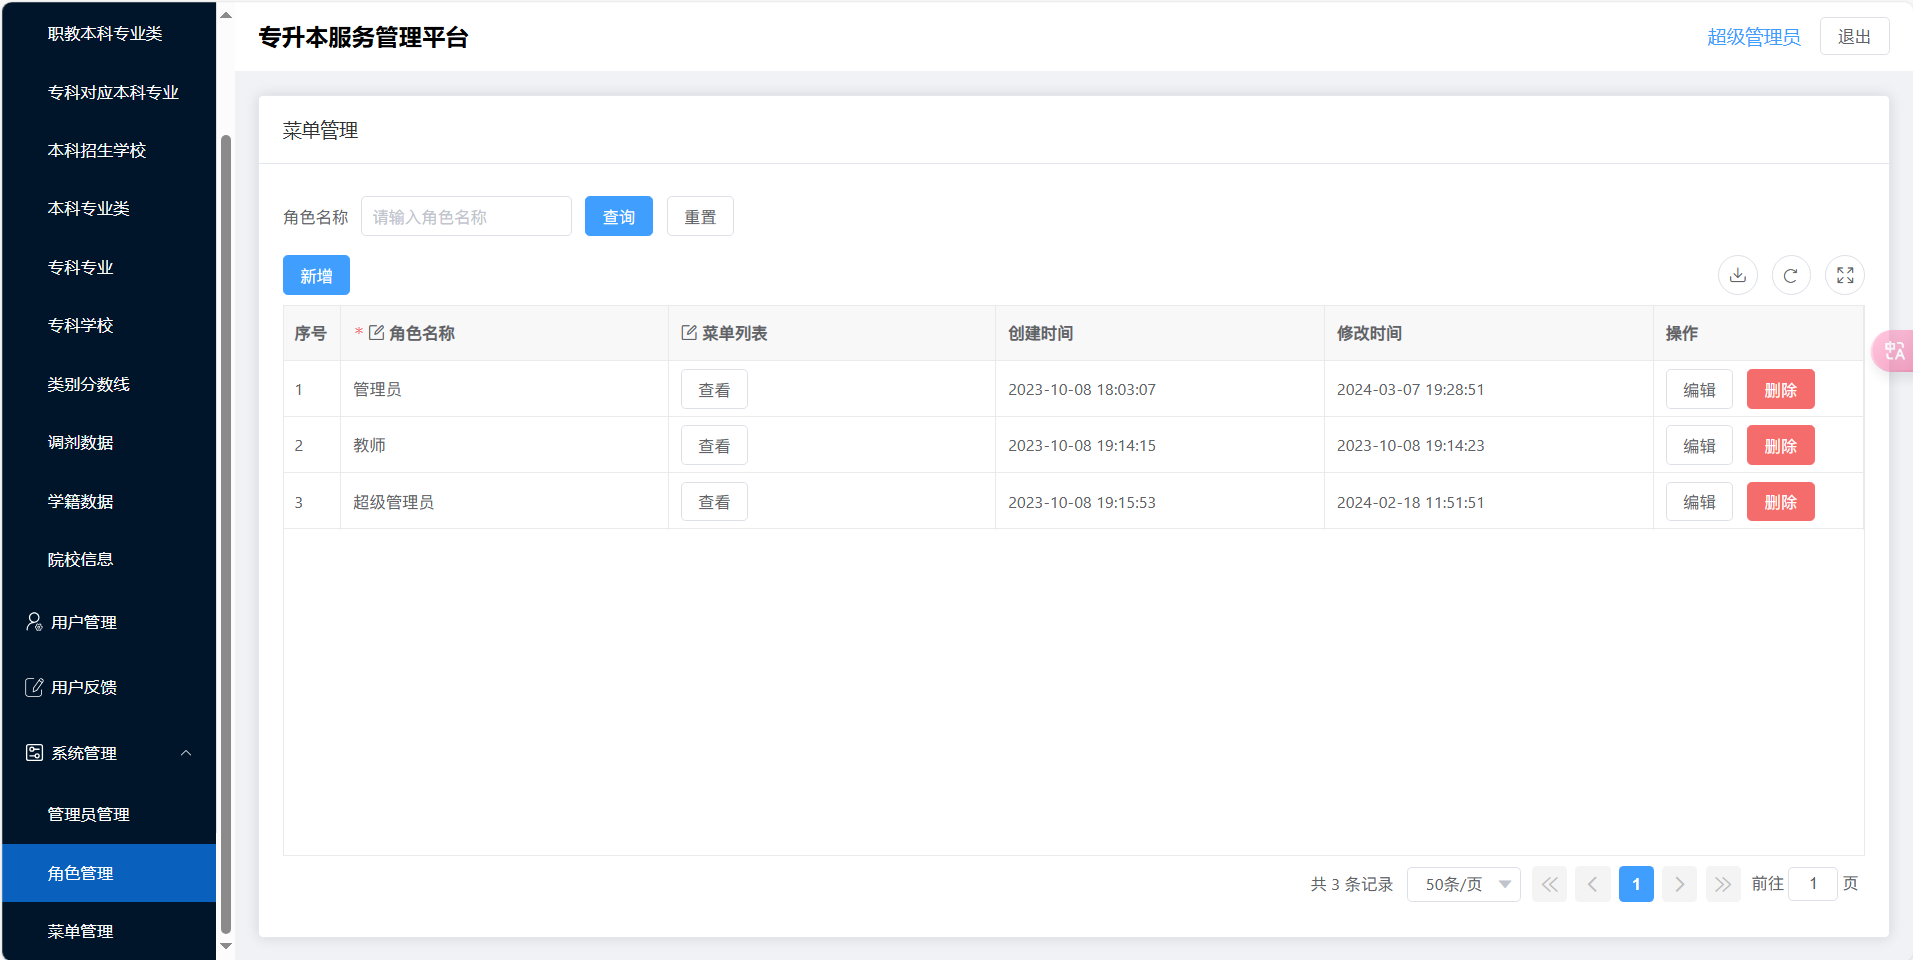 职教本科专业类
专科对应本科专业
本科招生学校
本科专业类
专科专业
专科学校
类别分数线
调剂数据
学籍数据
院校信息
用户管理
用户反馈
系统管理
管理员管理
角色管理
菜单管理
专升本服务管理平台
超级管理员 退出
菜单管理
角色名称 请输入角色名称 查询 重置
新增
序号 * 角色名称 菜单列表 创建时间 修改时间 操作
1 管理员 查看 2023-10-08 18:03:07 2024-03-07 19:28:51 编辑 删除
2 教师 查看 2023-10-08 19:14:15 2023-10-08 19:14:23 编辑 删除
3 超级管理员 查看 2023-10-08 19:15:53 2024-02-18 11:51:51 编辑 删除
共 3 条记录 50条/页 1 前往 1 页
中A